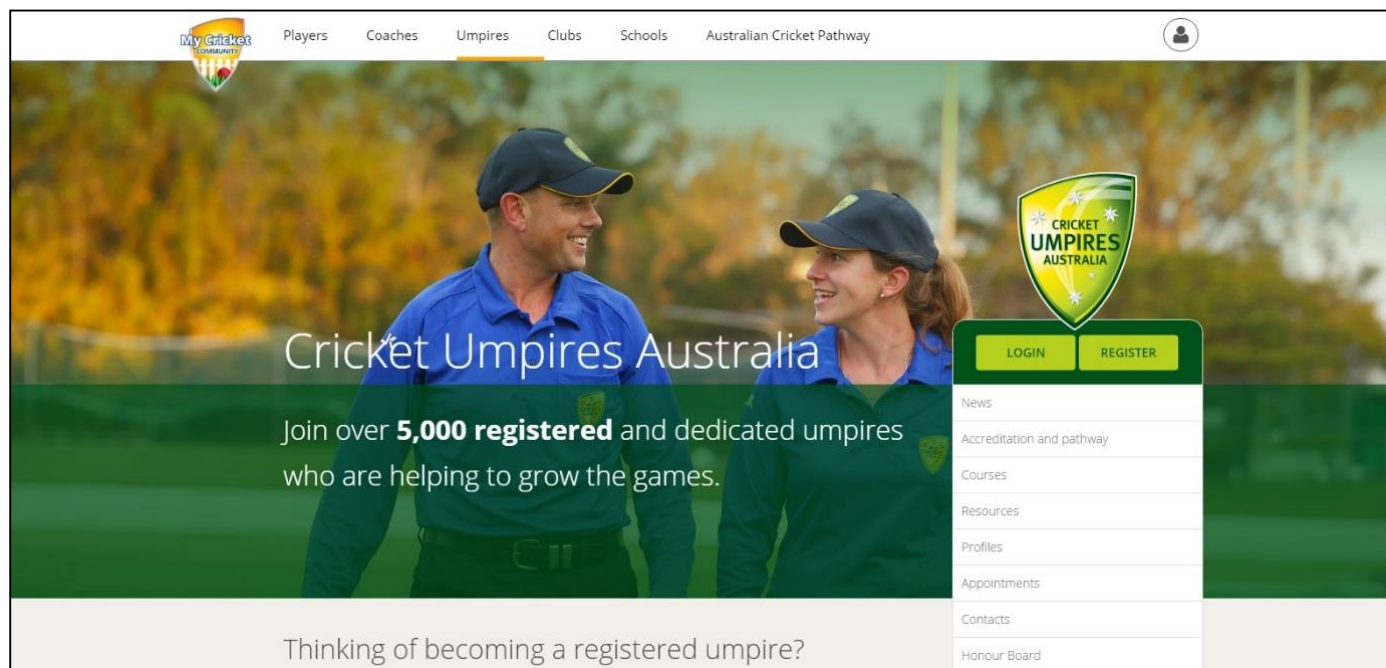 My Cricket
COMMUNITY
Players Coaches Umpires Clubs Schools Australian Cricket Pathway
CRICKET
UMPIRES
AUSTRALIA
Cricket Umpires Australia
LOGIN REGISTER
Join over 5,000 registered and dedicated umpires
who are helping to grow the games.
News
Accreditation and pathway
Courses
Resources
Profiles
Appointments
Contacts
Honour Board
Thinking of becoming a registered umpire?